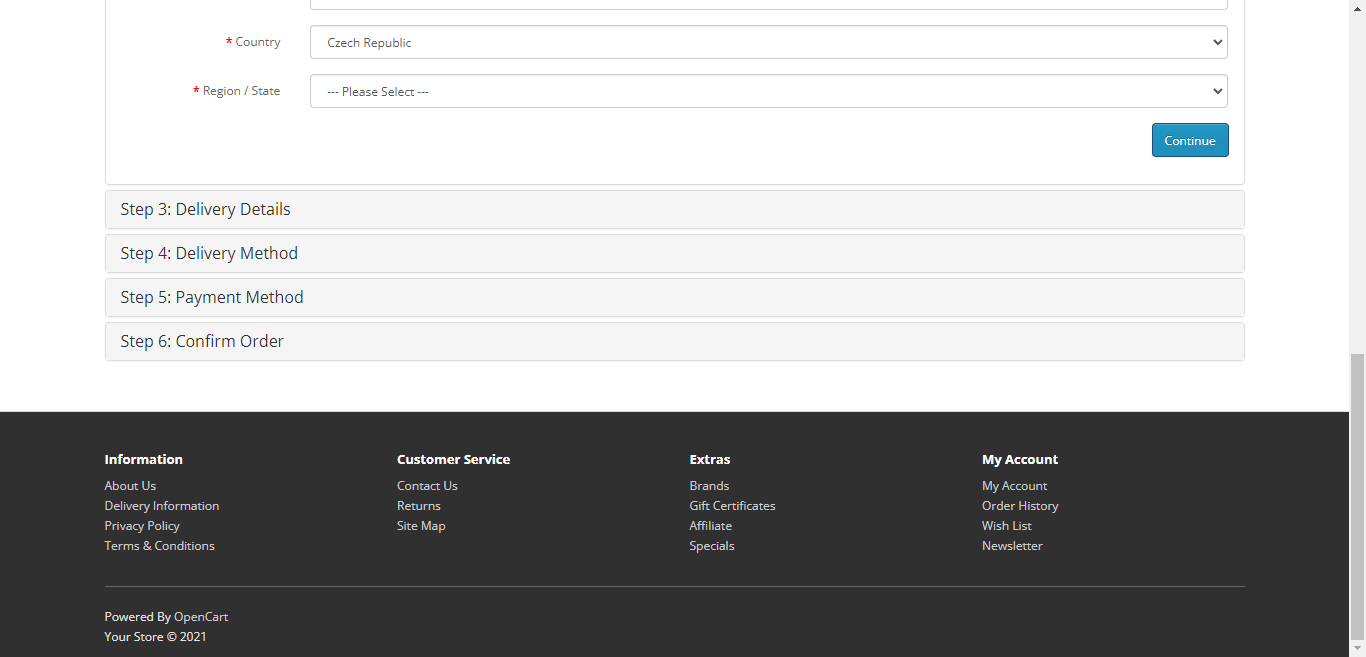 * Country
Czech Republic
* Region / State
--- Please Select ---
Continue
Step 3: Delivery Details
Step 4: Delivery Method
Step 5: Payment Method
Step 6: Confirm Order
Information
About Us
Delivery Information
Privacy Policy
Terms & Conditions
Customer Service
Contact Us
Returns
Site Map
Extras
Brands
Gift Certificates
Affiliate
Specials
My Account
My Account
Order History
Wish List
Newsletter
Powered By OpenCart
Your Store © 2021